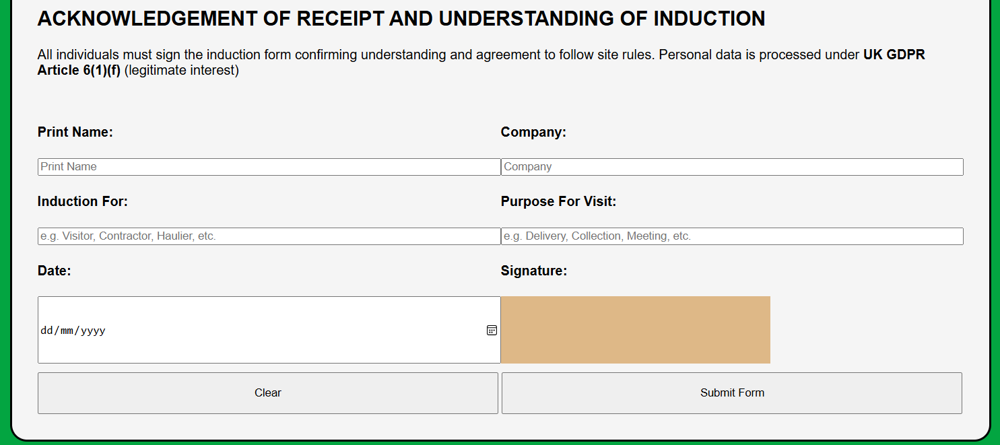 ACKNOWLEDGEMENT OF RECEIPT AND UNDERSTANDING OF INDUCTION
All individuals must sign the induction form confirming understanding and agreement to follow site rules. Personal data is processed under UK GDPR
Article 6(1)(f) (legitimate interest)
Print Name:
Company:
Print Name
Company
Induction For:
Purpose For Visit:
e.g. Visitor, Contractor, Haulier, etc.
e.g. Delivery, Collection, Meeting, etc.
Date:
Signature:
dd/mm/yyyy
Clear
Submit Form